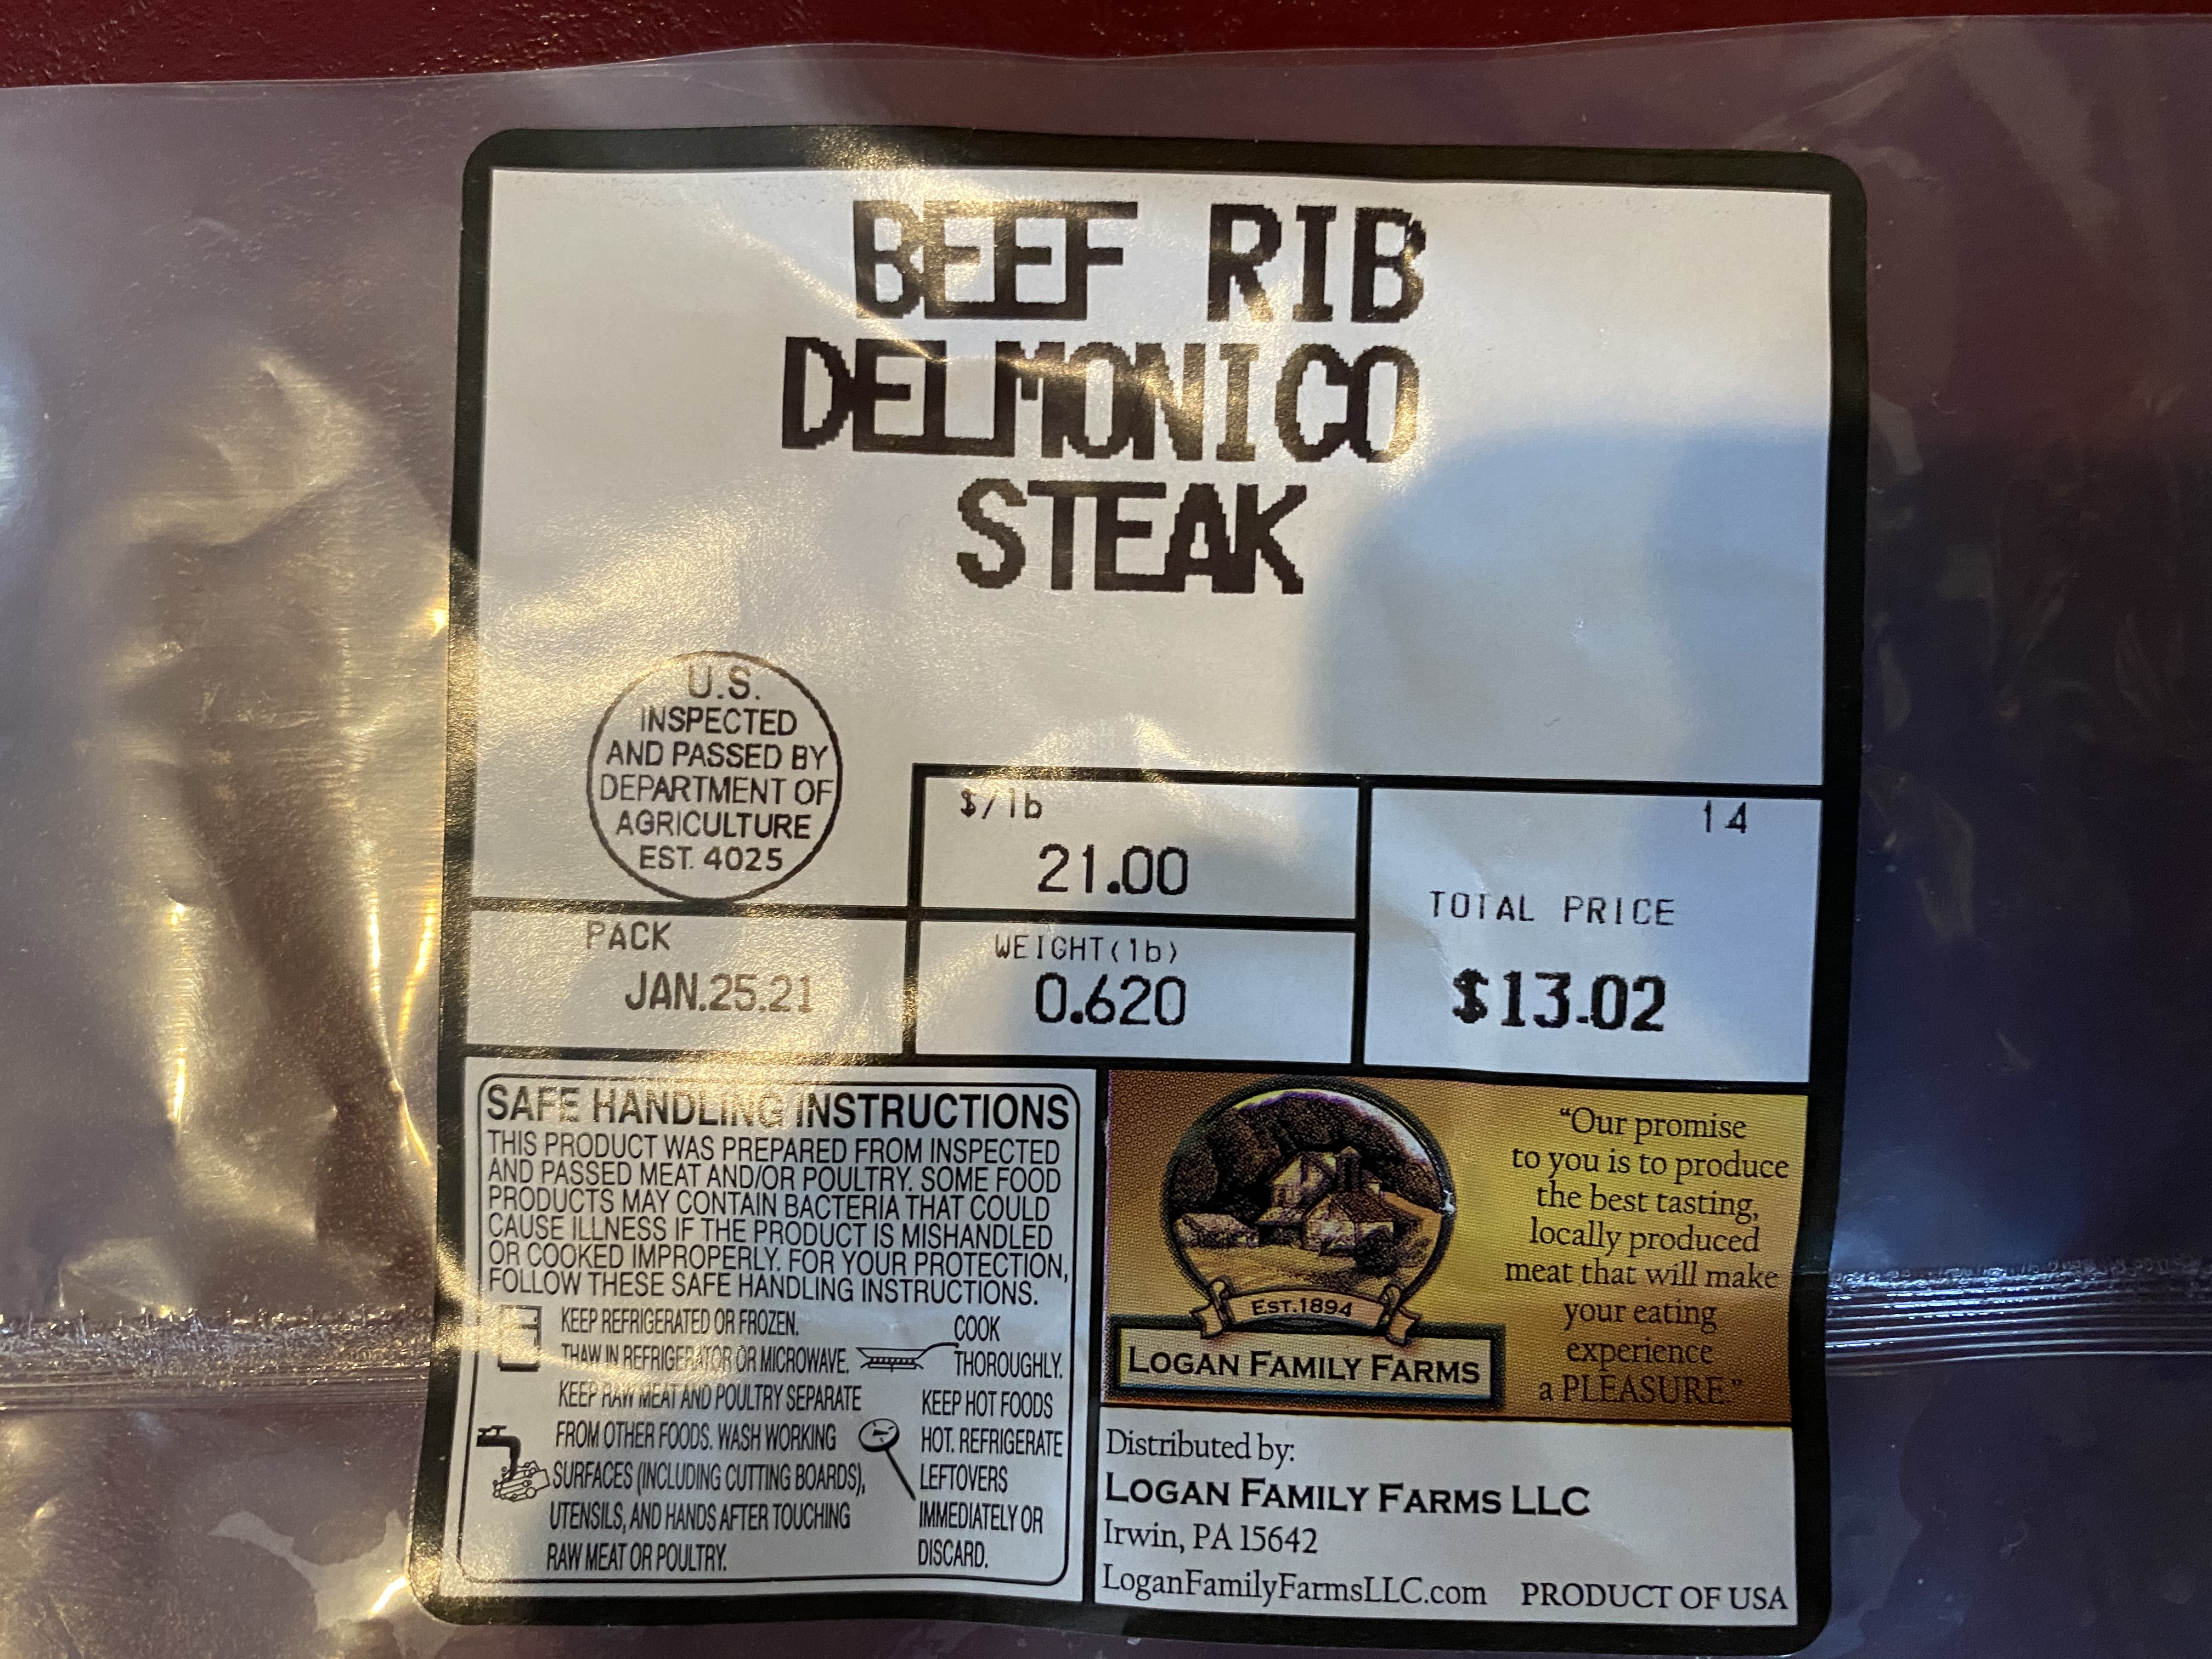 BEEF RIB
DELMONICO
STEAK
U.S.
INSPECTED
AND PASSED BY
DEPARTMENT OF
AGRICULTURE
EST. 4025
$/lb
21.00
14
TOTAL PRICE
$13.02
PACK
JAN.25.21
WEIGHT(lb)
0.620
SAFE HANDLING INSTRUCTIONS
THIS PRODUCT WAS PREPARED FROM INSPECTED
AND PASSED MEAT AND/OR POULTRY. SOME FOOD
PRODUCTS MAY CONTAIN BACTERIA THAT COULD
CAUSE ILLNESS IF THE PRODUCT IS MISHANDLED
OR COOKED IMPROPERLY. FOR YOUR PROTECTION,
FOLLOW THESE SAFE HANDLING INSTRUCTIONS.
KEEP REFRIGERATED OR FROZEN.
THAW IN REFRIGERATOR OR MICROWAVE.
COOK
THOROUGHLY.
KEEP RAW MEAT AND POULTRY SEPARATE
FROM OTHER FOODS. WASH WORKING
SURFACES (INCLUDING CUTTING BOARDS),
UTENSILS, AND HANDS AFTER TOUCHING
RAW MEAT OR POULTRY.
KEEP HOT FOODS
HOT. REFRIGERATE
LEFTOVERS
IMMEDIATELY OR
DISCARD.
EST.1894
LOGAN FAMILY FARMS
"Our promise
to you is to produce
the best tasting,
locally produced
meat that will make
your eating
experience
a PLEASURE."
Distributed by:
LOGAN FAMILY FARMS LLC
Irwin, PA 15642
LoganFamilyFarmsLLC.com PRODUCT OF USA